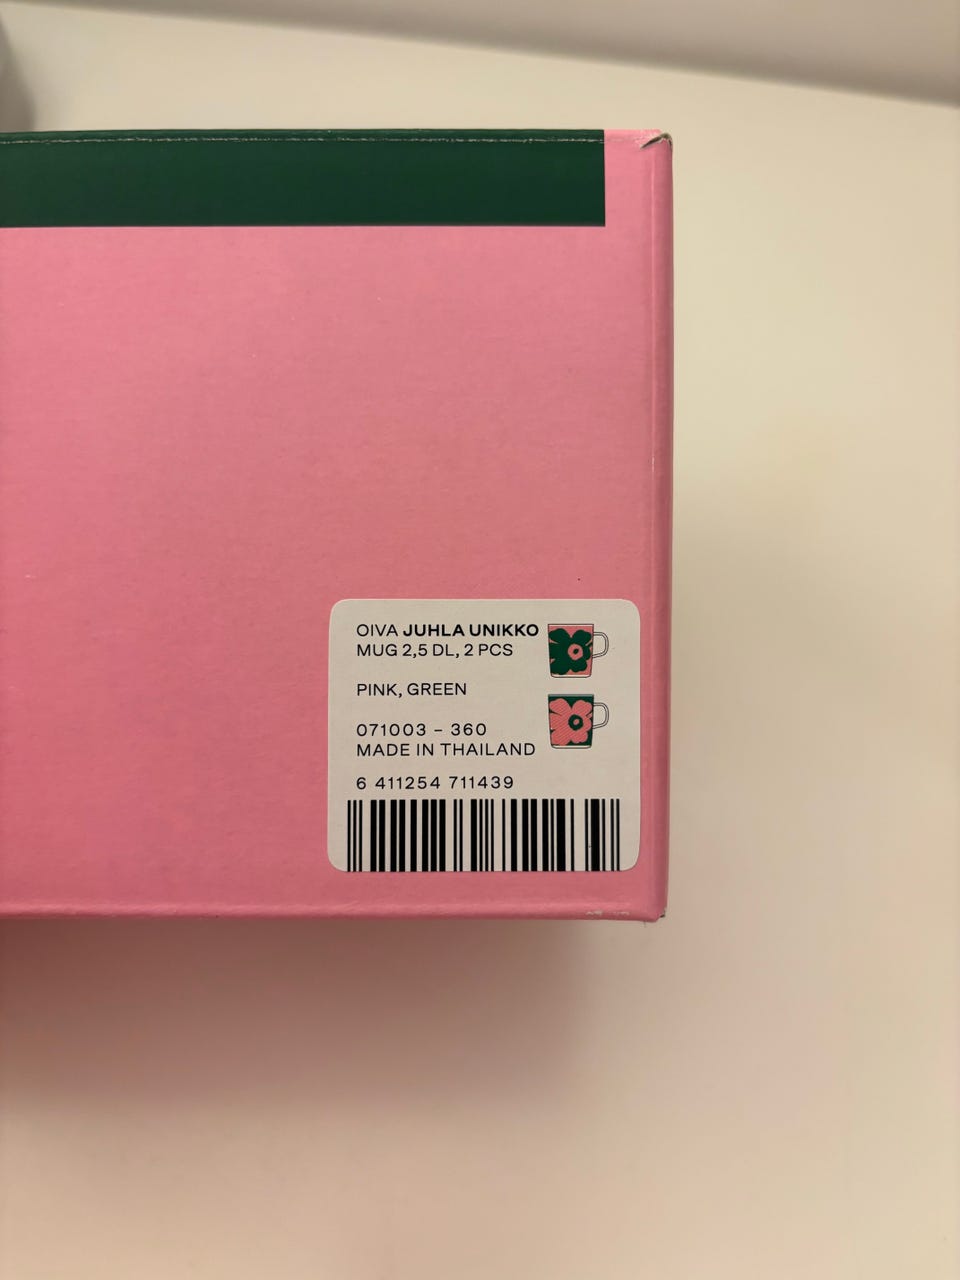 OIVA JUHLA UNIKKO
MUG 2,5 DL, 2 PCS
PINK, GREEN
071003 – 360
MADE IN THAILAND
6 411254 711439